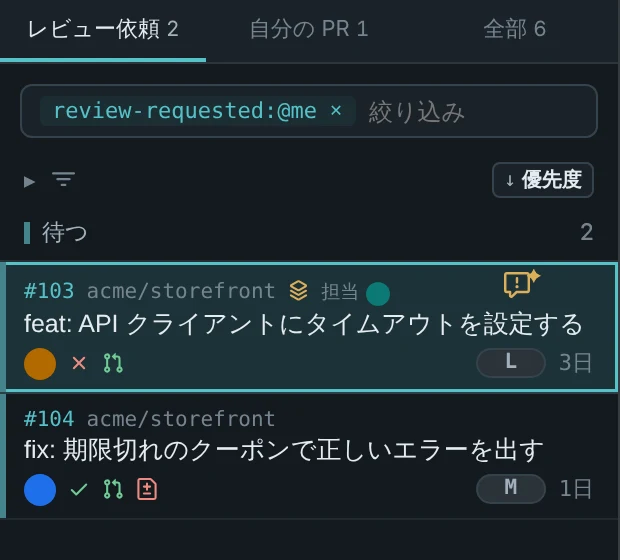 レビュー依頼 2
自分の PR 1
全部 6
review-requested:@me × 絞り込み
↓ 優先度
待つ 2
#103 acme/storefront 担当
feat: API クライアントにタイムアウトを設定する
L 3日
#104 acme/storefront
fix: 期限切れのクーポンで正しいエラーを出す
M 1日